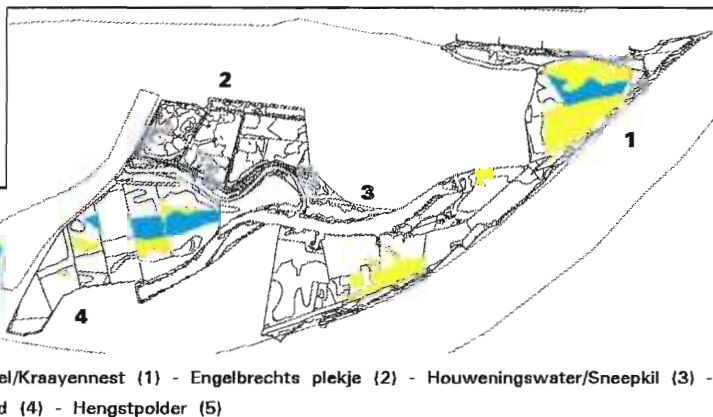 2
1
3
4
el/Kraayennest (1) - Engelbrechts plekje (2) - Houweningswater/Sneepkil (3) -
d (4) - Hengstpolder (5)